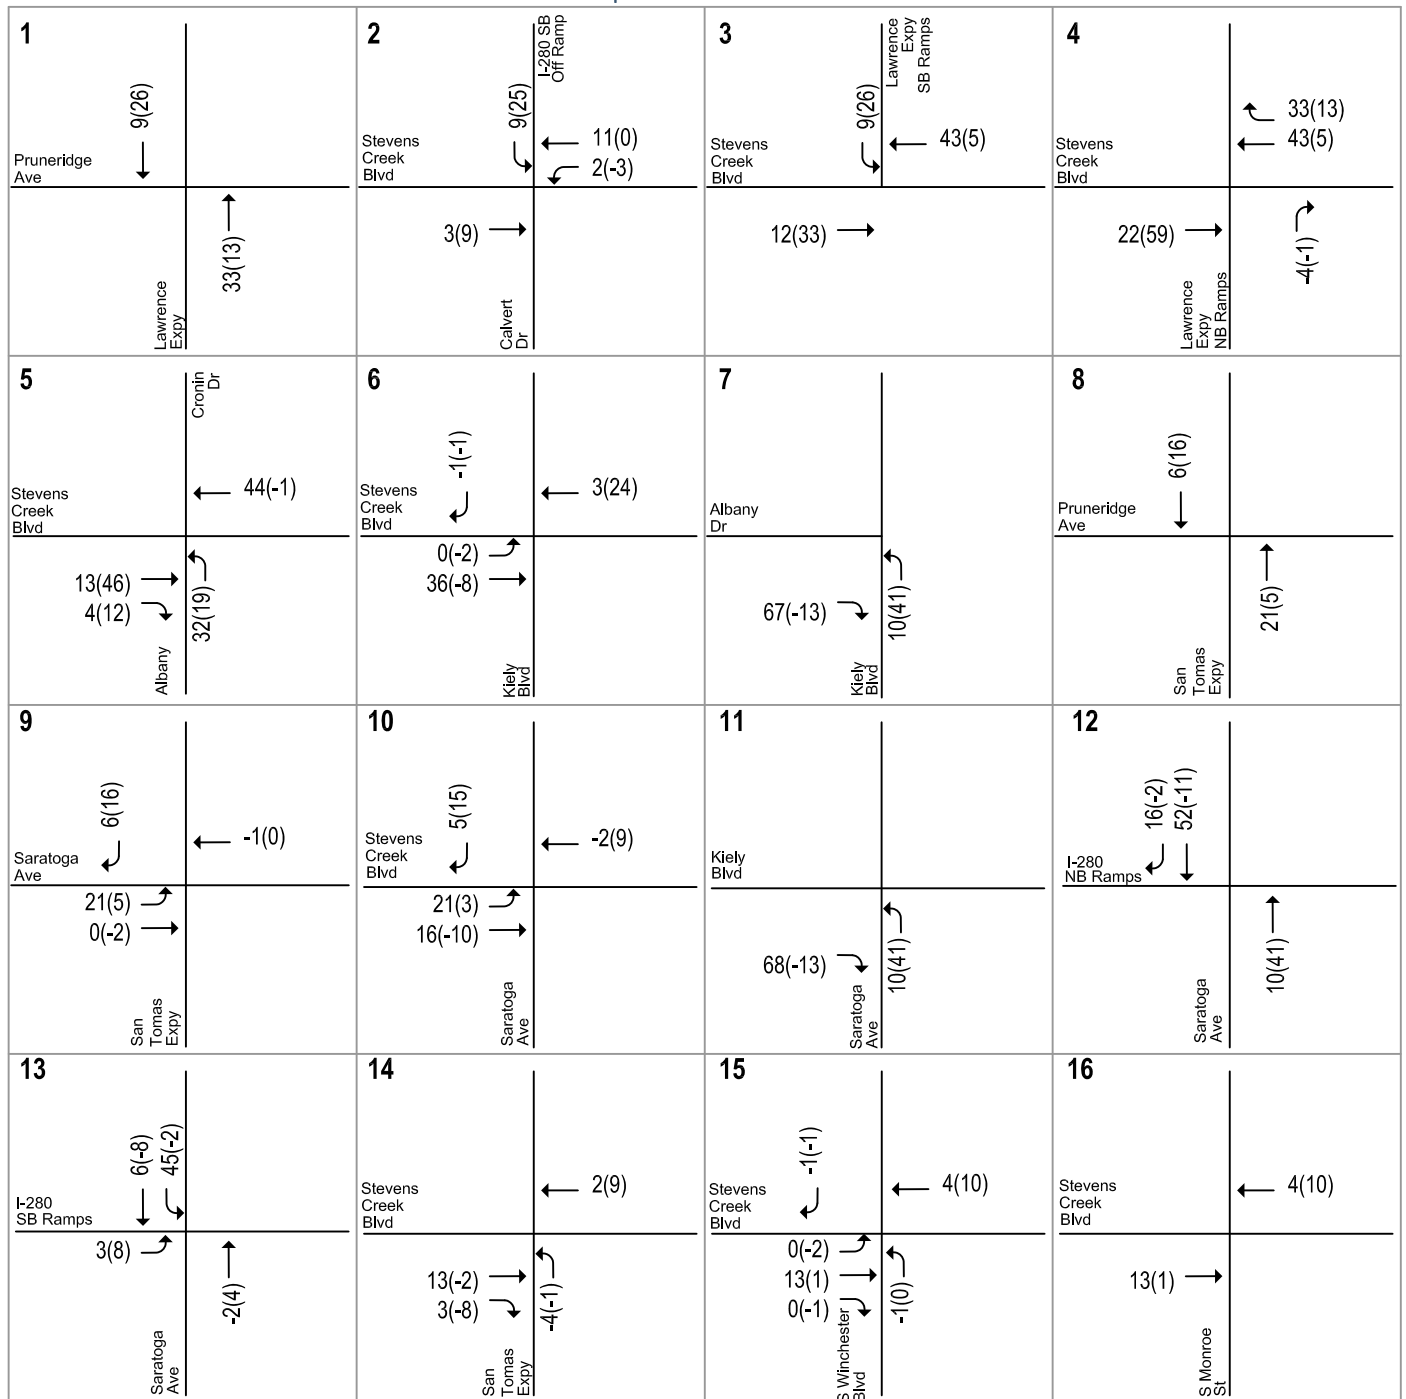 1
9(26)
Pruneridge
Ave
33(13)
Lawrence
Expy
2
I-280 SB
Off Ramp
9(25)
Stevens
Creek
Blvd
11(0)
2(-3)
3(9)
Calvert
Dr
3
Lawrence
Expy
SB Ramps
9(26)
Stevens
Creek
Blvd
43(5)
12(33)
4
33(13)
43(5)
Stevens
Creek
Blvd
22(59)
-4(-1)
Lawrence
Expy
NB Ramps
5
Cronin
Dr
Stevens
Creek
Blvd
44(-1)
13(46)
4(12)
32(19)
Albany
6
-1(-1)
Stevens
Creek
Blvd
3(24)
0(-2)
36(-8)
Kiely
Blvd
7
Albany
Dr
67(-13)
10(41)
Kiely
Blvd
8
6(16)
Pruneridge
Ave
21(5)
San
Tomas
Expy
9
6(16)
Saratoga
Ave
-1(0)
21(5)
0(-2)
San
Tomas
Expy
10
5(15)
Stevens
Creek
Blvd
-2(9)
21(3)
16(-10)
Saratoga
Ave
11
Kiely
Blvd
68(-13)
10(41)
Saratoga
Ave
12
16(-2)
52(-11)
I-280
NB Ramps
10(41)
Saratoga
Ave
13
6(-8)
45(-2)
I-280
SB Ramps
3(8)
-2(4)
Saratoga
Ave
14
Stevens
Creek
Blvd
2(9)
13(-2)
3(-8)
-4(-1)
San
Tomas
Expy
15
-1(-1)
Stevens
Creek
Blvd
4(10)
0(-2)
13(1)
0(-1)
-1(0)
S Winchester
Blvd
16
Stevens
Creek
Blvd
4(10)
13(1)
S Monroe
St